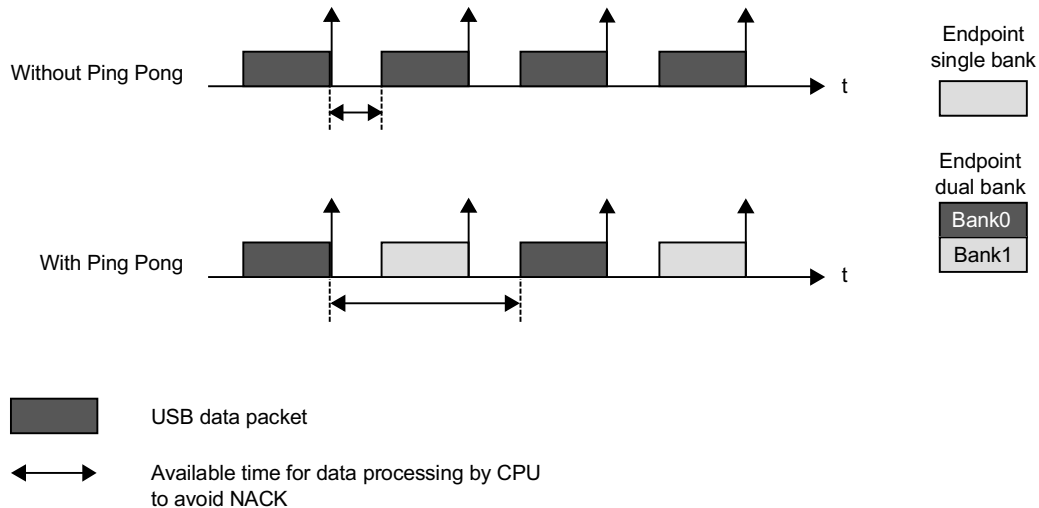 Without Ping Pong
t
Endpoint
single bank
With Ping Pong
t
Endpoint
dual bank
Bank0
Bank1
USB data packet
Available time for data processing by CPU
to avoid NACK